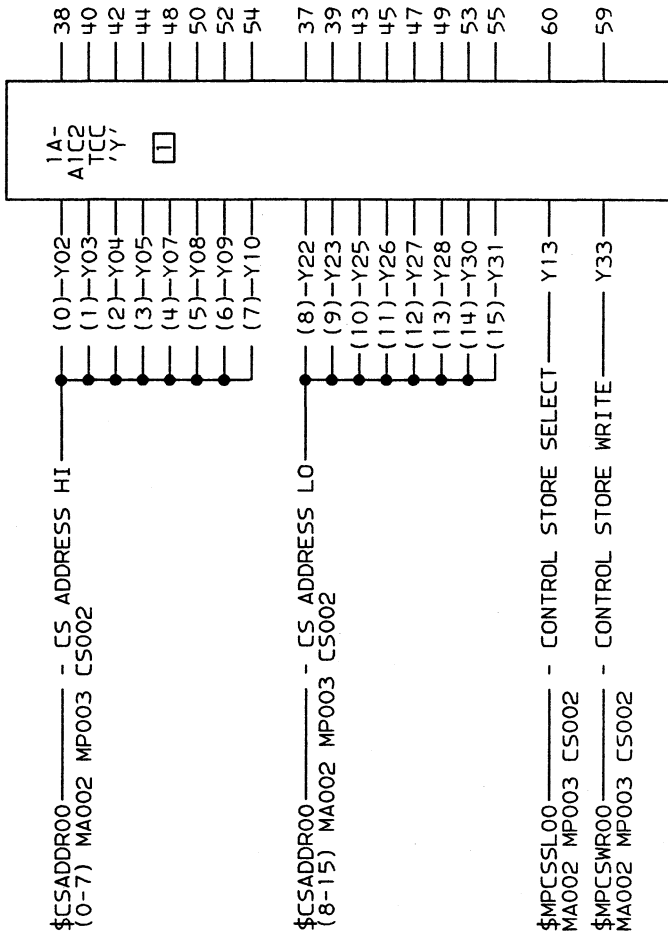 1A-
A1C2
TCC
'Y'
1
$CSADDR00 - CS ADDRESS HI (0)-Y02 38
(0-7) MA002 MP003 CS002 (1)-Y03 40
(2)-Y04 42
(3)-Y05 44
(4)-Y07 48
(5)-Y08 50
(6)-Y09 52
(7)-Y10 54
$CSADDR00 - CS ADDRESS LO (8)-Y22 37
(8-15) MA002 MP003 CS002 (9)-Y23 39
(10)-Y25 43
(11)-Y26 45
(12)-Y27 47
(13)-Y28 49
(14)-Y30 53
(15)-Y31 55
$MPCSSL00 - CONTROL STORE SELECT Y13 60
MA002 MP003 CS002
$MPCSWR00 - CONTROL STORE WRITE Y33 59
MA002 MP003 CS002